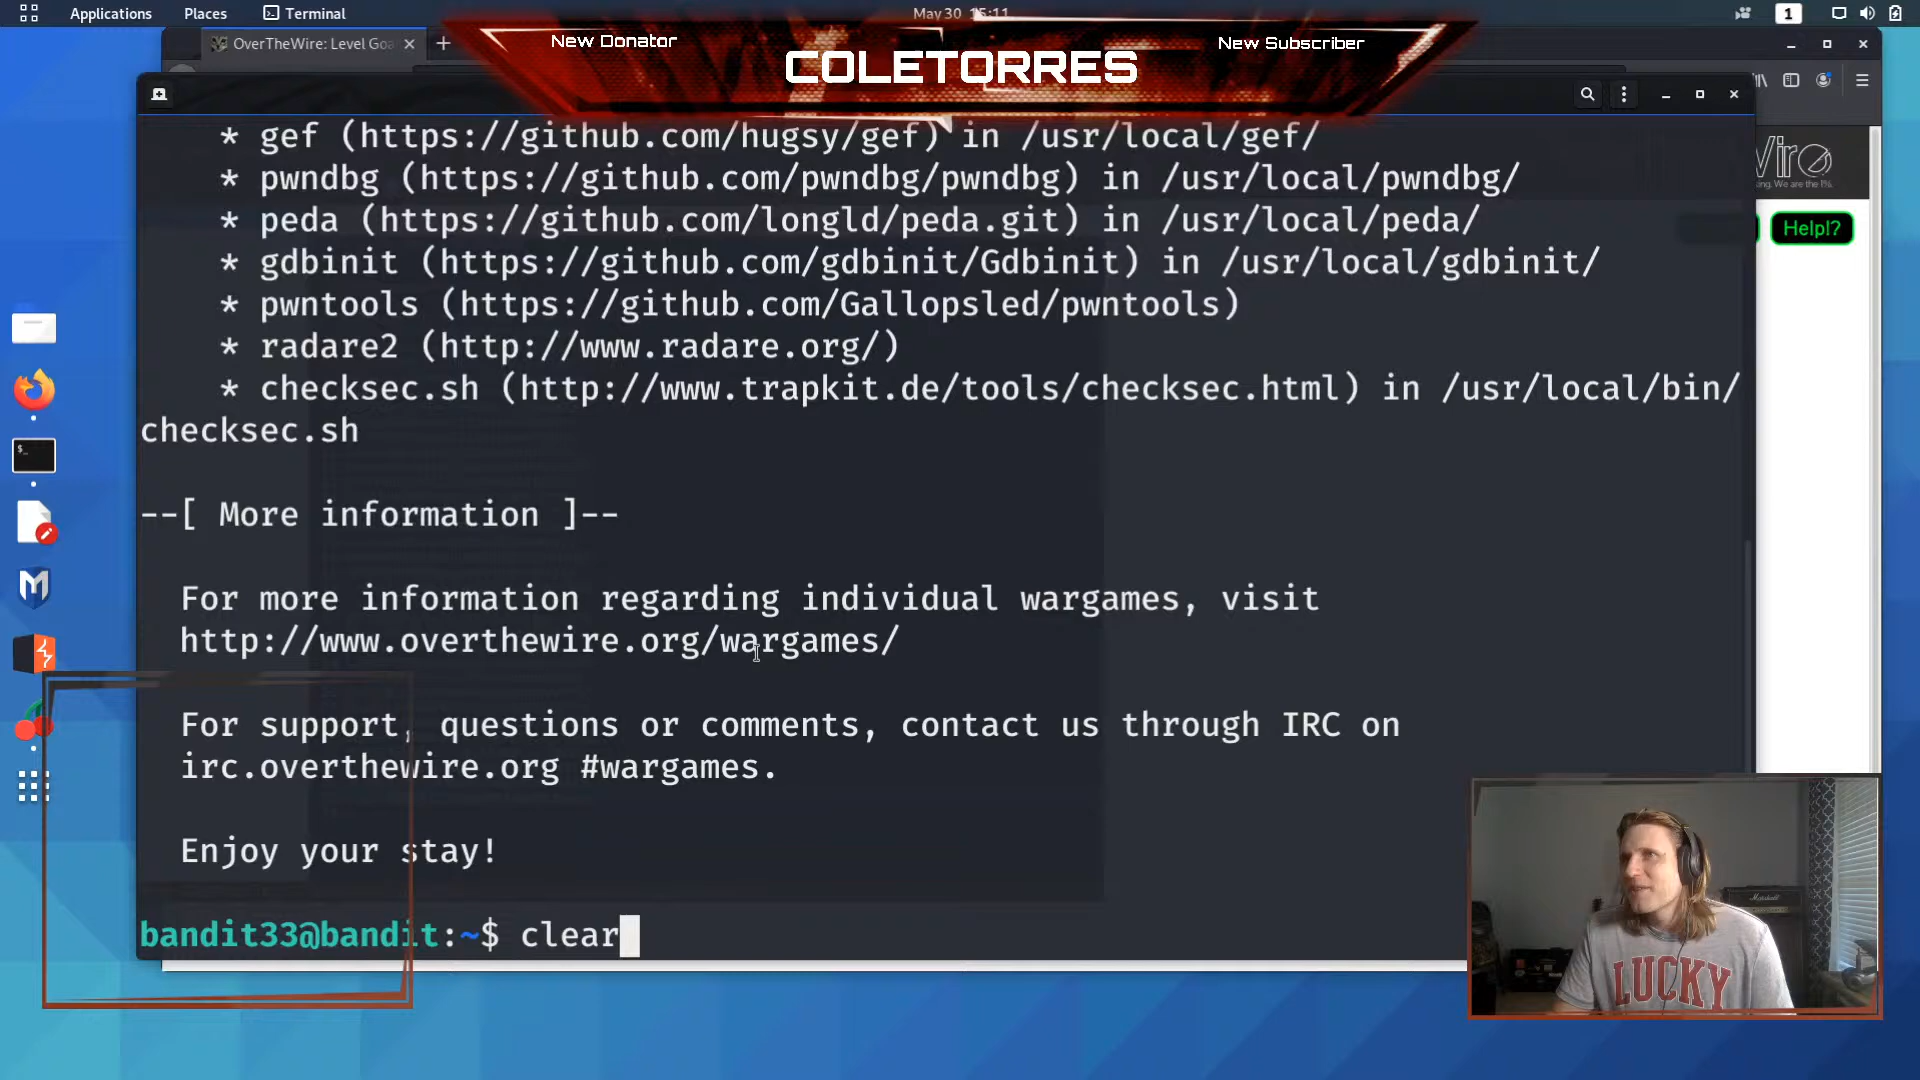 Applications Places Terminal May 30 15:11 1
OverTheWire: Level Goa
New Donator
COLETORRES
New Subscriber
* gef (https://github.com/hugsy/gef) in /usr/local/gef/
* pwndbg (https://github.com/pwndbg/pwndbg) in /usr/local/pwndbg/
* peda (https://github.com/longld/peda.git) in /usr/local/peda/
* gdbinit (https://github.com/gdbinit/Gdbinit) in /usr/local/gdbinit/
* pwntools (https://github.com/Gallopsled/pwntools)
* radare2 (http://www.radare.org/)
* checksec.sh (http://www.trapkit.de/tools/checksec.html) in /usr/local/bin/
checksec.sh
Help!?
--[ More information ]--
For more information regarding individual wargames, visit
http://www.overthewire.org/wargames/
For support, questions or comments, contact us through IRC on
irc.overthewire.org #wargames.
Enjoy your stay!
bandit33@bandit:~$ clear
LUCKY